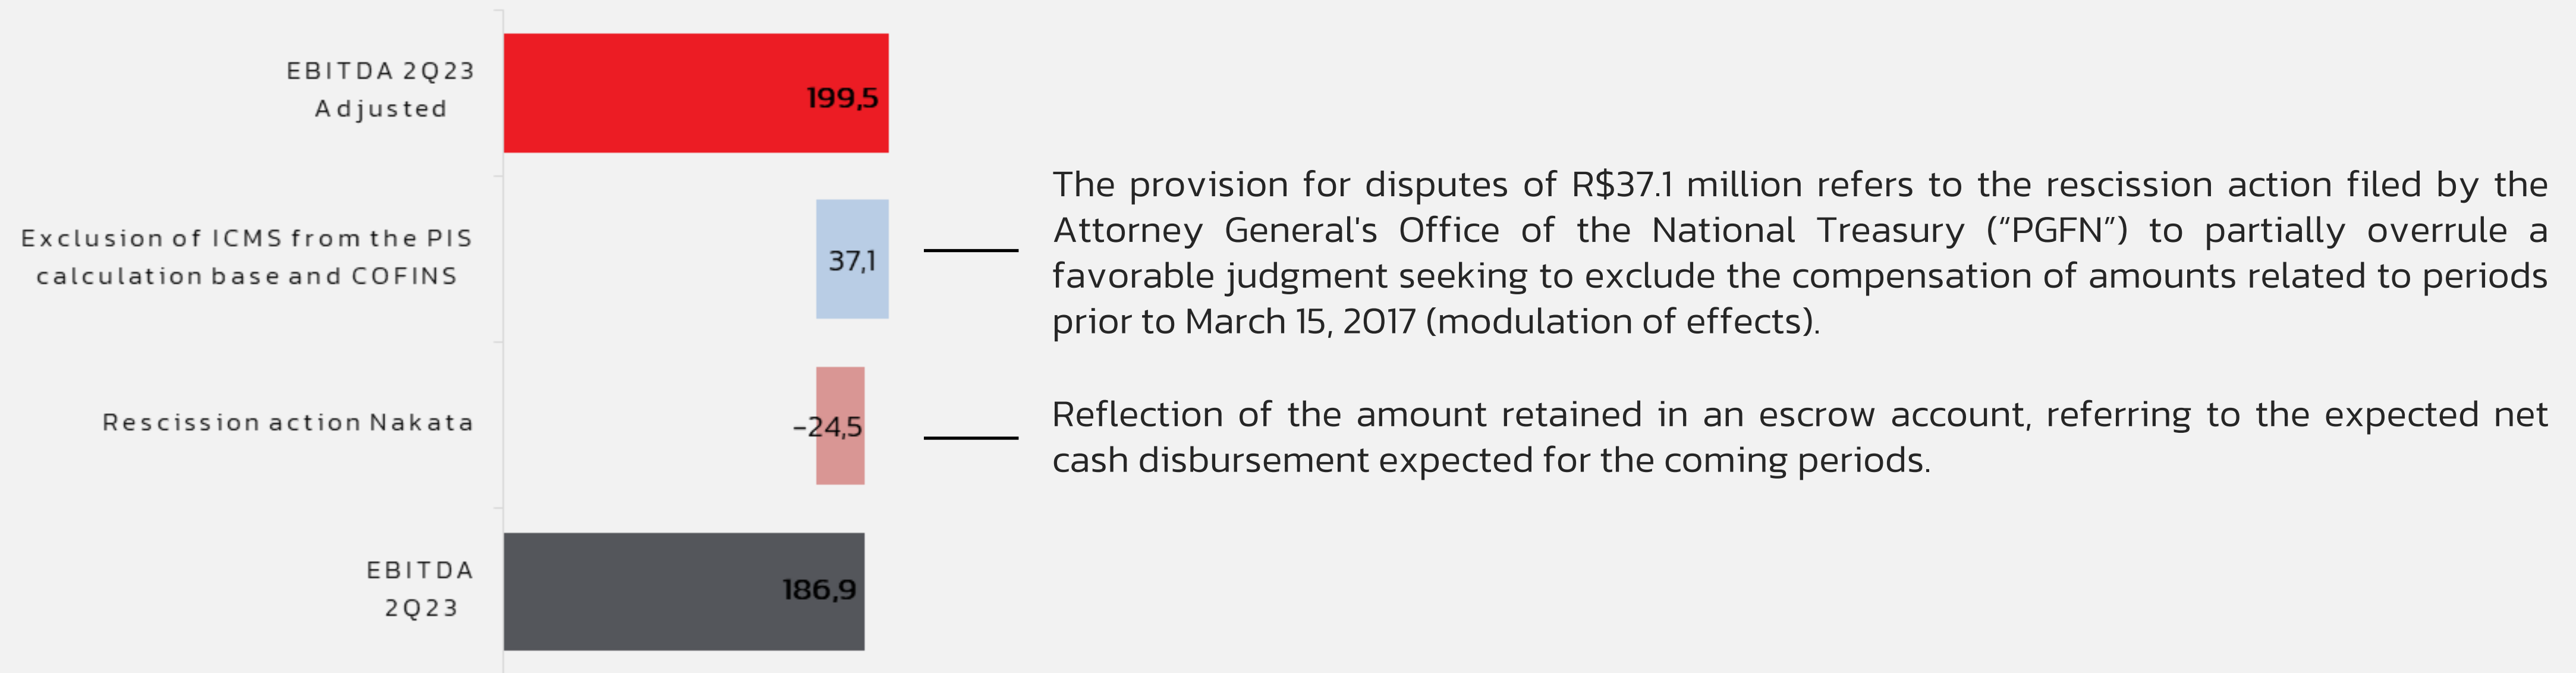 EBITDA 2Q23
Adjusted
199,5
Exclusion of ICMS from the PIS
calculation base and COFINS
37,1
The provision for disputes of R$37.1 million refers to the rescission action filed by the
Attorney General's Office of the National Treasury (“PGFN”) to partially overrule a
favorable judgment seeking to exclude the compensation of amounts related to periods
prior to March 15, 2017 (modulation of effects).
Rescission action Nakata
-24,5
Reflection of the amount retained in an escrow account, referring to the expected net
cash disbursement expected for the coming periods.
EBITDA
2Q23
186,9